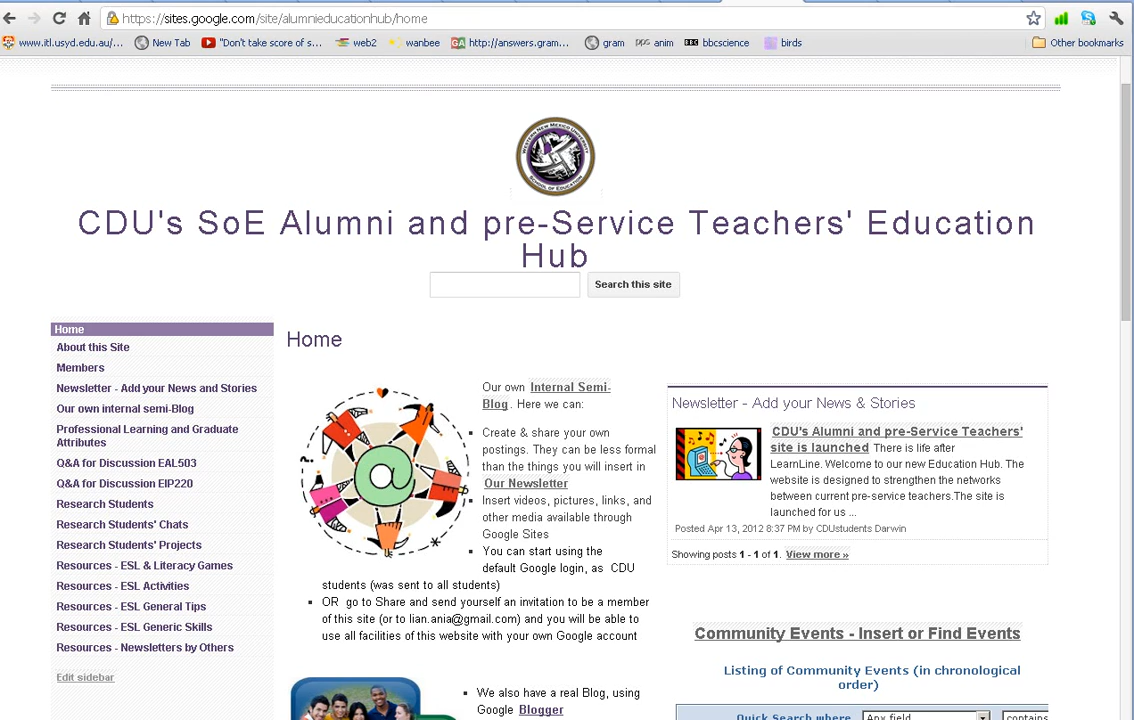 https://sites.google.com/site/alumnieducationhub/home
www.itl.usyd.edu.au/... New Tab "Don't take score of s... web2 wanbee http://answers.gram... gram anim bbcscience birds Other bookmarks
WESTERN NEW MEXICO UNIVERSITY
SCHOOL OF EDUCATION
CDU's SoE Alumni and pre-Service Teachers' Education
Hub
Search this site
Home
About this Site
Members
Newsletter - Add your News and Stories
Our own internal semi-Blog
Professional Learning and Graduate
Attributes
Q&A for Discussion EAL503
Q&A for Discussion EIP220
Research Students
Research Students' Chats
Research Students' Projects
Resources - ESL & Literacy Games
Resources - ESL Activities
Resources - ESL General Tips
Resources - ESL Generic Skills
Resources - Newsletters by Others
Edit sidebar
Home
@
Our own Internal Semi-
Blog. Here we can:
Create & share your own
postings. They can be less formal
than the things you will insert in
Our Newsletter
Insert videos, pictures, links, and
other media available through
Google Sites
You can start using the
default Google login, as CDU
students (was sent to all students)
OR go to Share and send yourself an invitation to be a member
of this site (or to lian.ania@gmail.com) and you will be able to
use all facilities of this website with your own Google account
We also have a real Blog, using
Google Blogger
Newsletter - Add your News & Stories
CDU's Alumni and pre-Service Teachers'
site is launched There is life after
LearnLine. Welcome to our new Education Hub. The
website is designed to strengthen the networks
between current pre-service teachers.The site is
launched for us ...
Posted Apr 13, 2012 8:37 PM by CDUstudents Darwin
Showing posts 1 - 1 of 1. View more »
Community Events - Insert or Find Events
Listing of Community Events (in chronological
order)
Quick Search where Any field contains